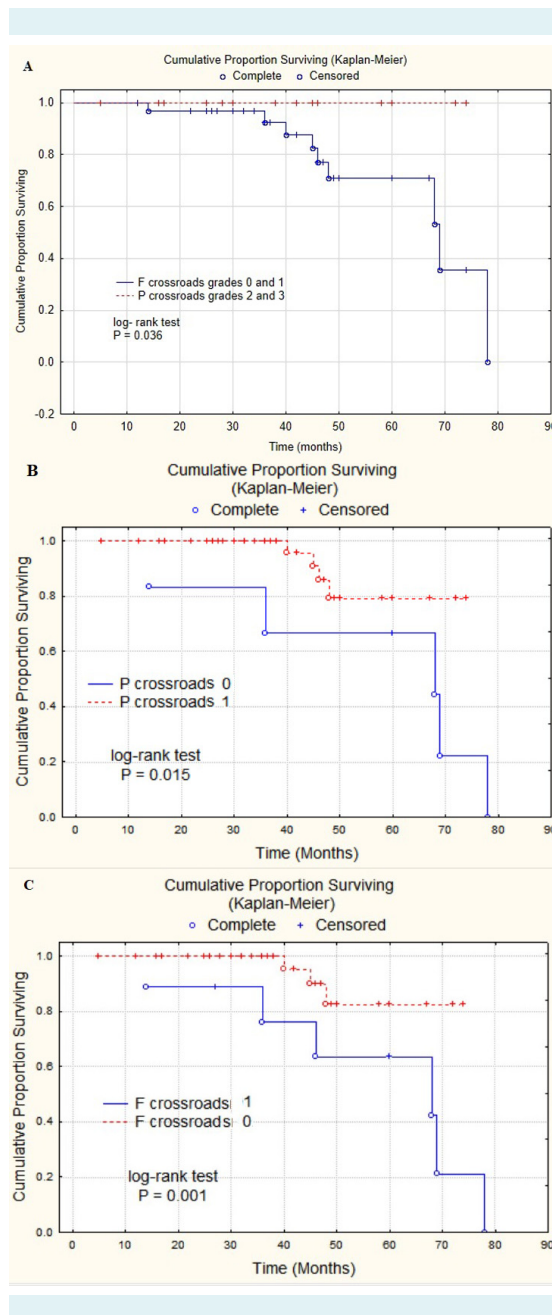 A
Cumulative Proportion Surviving (Kaplan-Meier)
Complete Censored
Cumulative Proportion Surviving
1.0
0.8
0.6
0.4
0.2
0.0
-0.2
F crossroads grades 0 and 1
P crossroads grades 2 and 3
log- rank test
P = 0.036
0 10 20 30 40 50 60 70 80 90
Time (months)
B
Cumulative Proportion Surviving
(Kaplan-Meier)
Complete Censored
Cumulative Proportion Surviving
1.0
0.8
0.6
0.4
0.2
0.0
P crossroads 0
P crossroads 1
log-rank test
P = 0.015
0 10 20 30 40 50 60 70 80 90
Time (Months)
C
Cumulative Proportion Surviving
(Kaplan-Meier)
Complete Censored
Cumulative Proportion Surviving
1.0
0.8
0.6
0.4
0.2
0.0
F crossroads 1
F crossroads 0
log-rank test
P = 0.001
0 10 20 30 40 50 60 70 80 90
Time (Months)